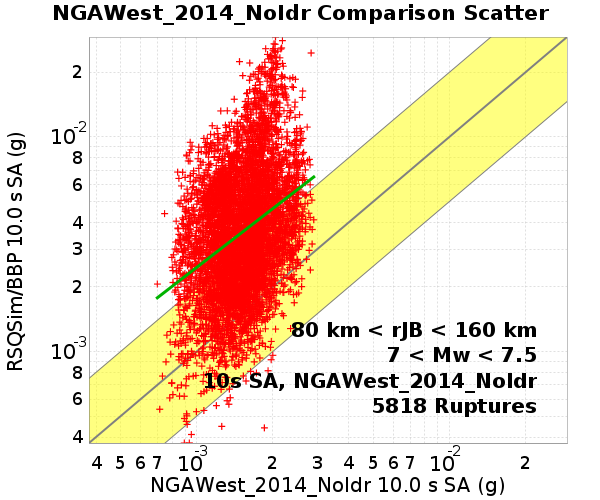 NGAWest_2014_NoIdr Comparison Scatter
RSQSim/BBP 10.0 s SA (g)
2
10-2
8
6
4
3
2
10-3
8
6
4
80 km < rJB < 160 km
7 < Mw < 7.5
10s SA, NGAWest_2014_NoIdr
5818 Ruptures
4 5 6 7 10-3 2 3 4 5 6 7 10-2 2
NGAWest_2014_NoIdr 10.0 s SA (g)